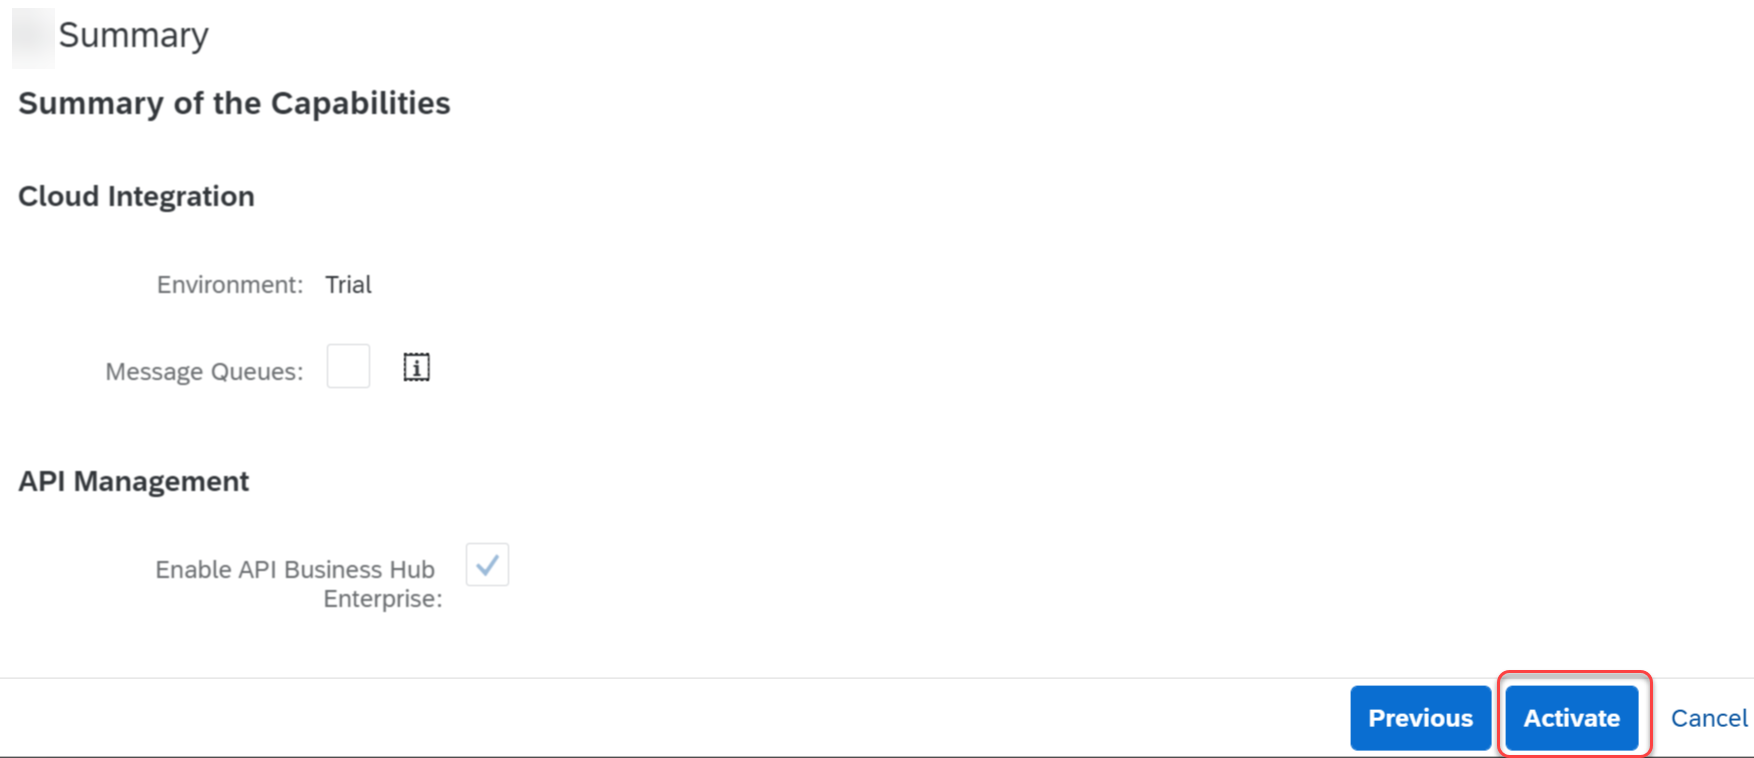 Summary
Summary of the Capabilities
Cloud Integration
Environment: Trial
Message Queues:
API Management
Enable API Business Hub
Enterprise:
Previous Activate Cancel